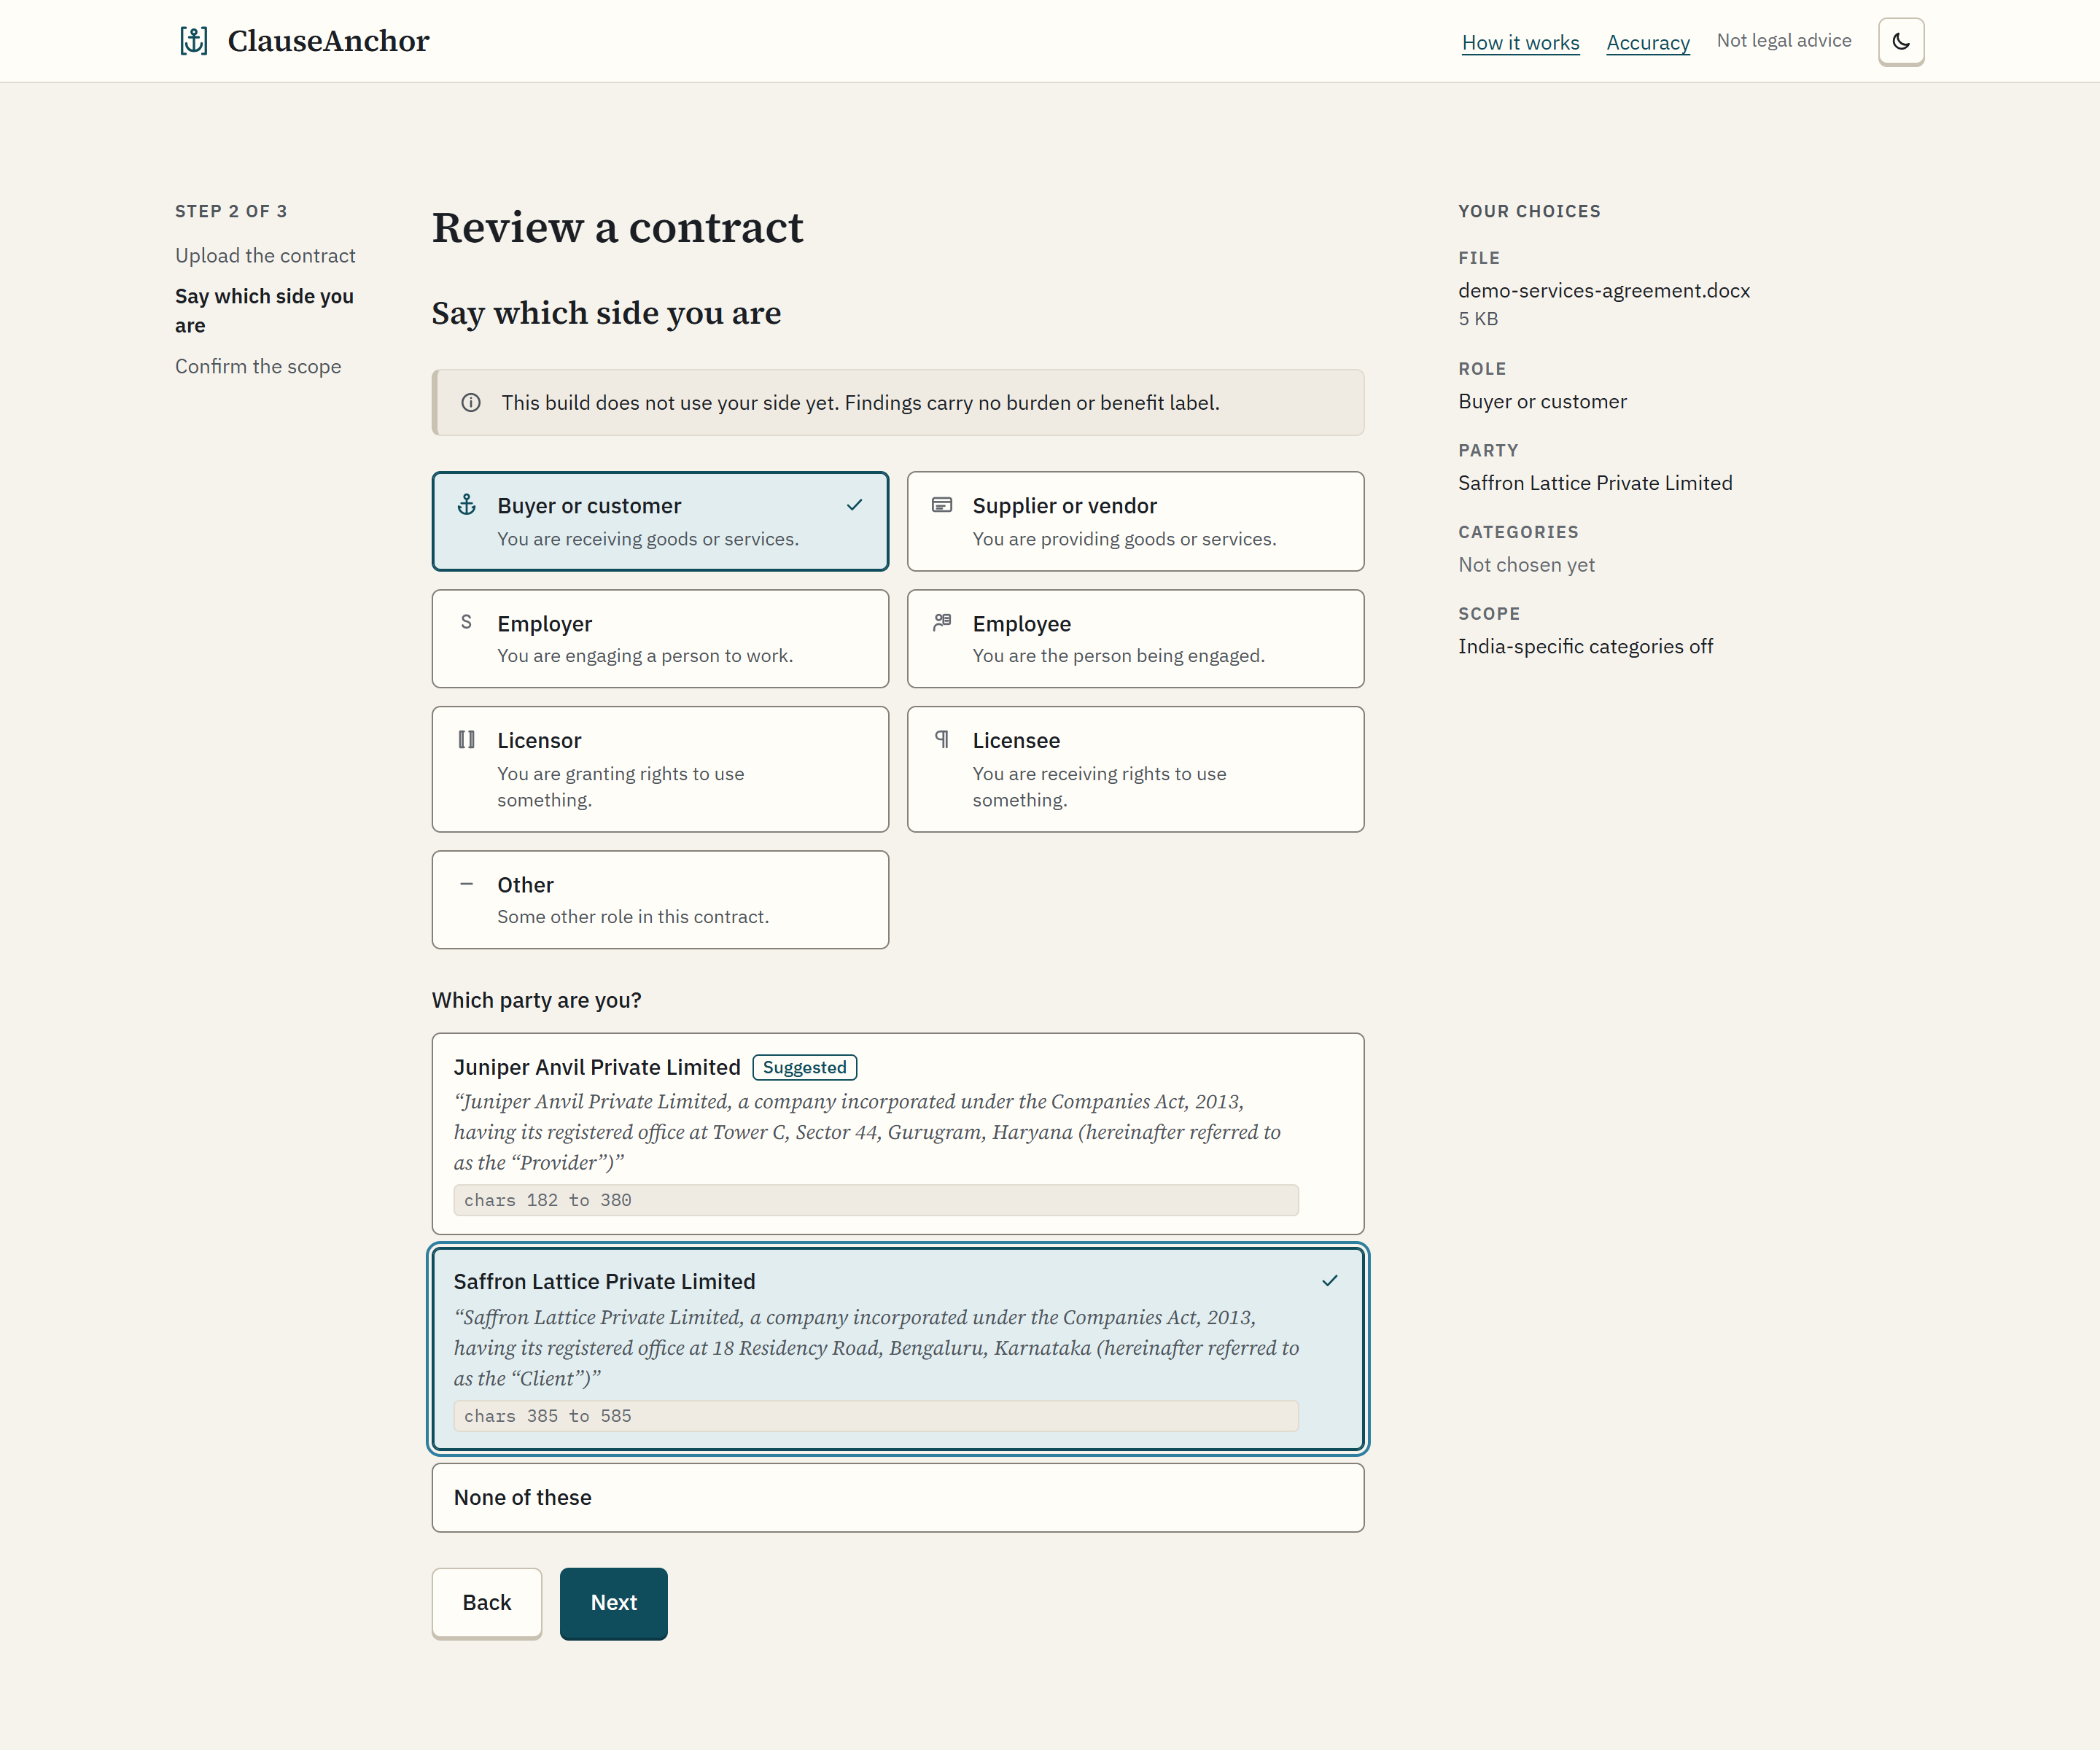 ClauseAnchor
How it works
Accuracy
Not legal advice
STEP 2 OF 3
Upload the contract
Say which side you
are
Confirm the scope
Review a contract
Say which side you are
This build does not use your side yet. Findings carry no burden or benefit label.
Buyer or customer
You are receiving goods or services.
Supplier or vendor
You are providing goods or services.
S
Employer
You are engaging a person to work.
Employee
You are the person being engaged.
Licensor
You are granting rights to use
something.
¶
Licensee
You are receiving rights to use
something.
Other
Some other role in this contract.
Which party are you?
Juniper Anvil Private Limited
Suggested
“Juniper Anvil Private Limited, a company incorporated under the Companies Act, 2013,
having its registered office at Tower C, Sector 44, Gurugram, Haryana (hereinafter referred to
as the “Provider”)”
chars 182 to 380
Saffron Lattice Private Limited
“Saffron Lattice Private Limited, a company incorporated under the Companies Act, 2013,
having its registered office at 18 Residency Road, Bengaluru, Karnataka (hereinafter referred to
as the “Client”)”
chars 385 to 585
None of these
Back
Next
YOUR CHOICES
FILE
demo-services-agreement.docx
5 KB
ROLE
Buyer or customer
PARTY
Saffron Lattice Private Limited
CATEGORIES
Not chosen yet
SCOPE
India-specific categories off